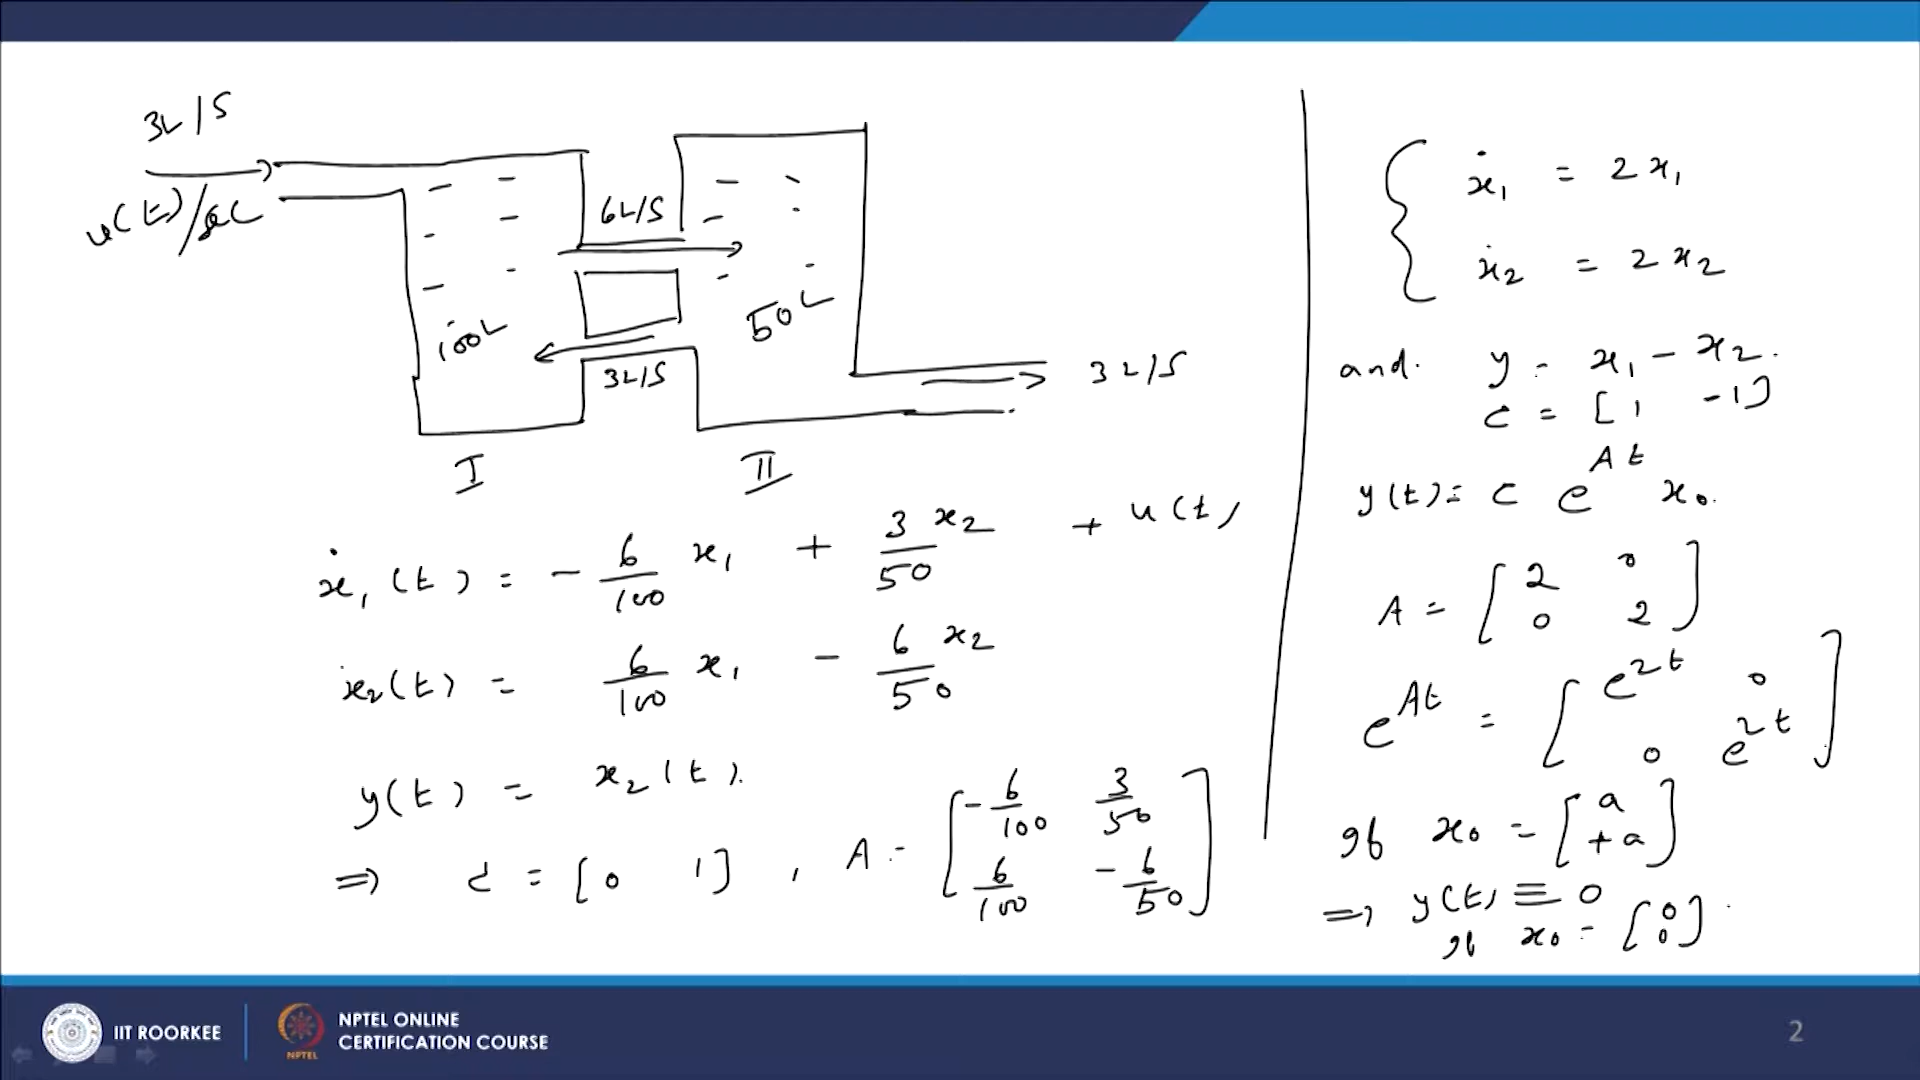 3L/S
u(t)/sec
6L/S
100L
50L
3L/S
3L/S
I
II
ẋ₁(t) = - 6/100 x₁ + 3/50 x₂ + u(t)
ẋ₂(t) = 6/100 x₁ - 6/50 x₂
y(t) = x₂(t).
⇒ c = [0 1], A = [-6/100 3/50
6/100 -6/50]
{ ẋ₁ = 2x₁
ẋ₂ = 2x₂
and. y = x₁ - x₂.
c = [1 -1]
y(t) = c e^{At} x₀.
A = [2 0
0 2]
e^{At} = [e^{2t} 0
0 e^{2t}]
If x₀ = [a
+a]
⇒ y(t) ≡ 0
If x₀ = [0
0].
IIT ROORKEE
NPTEL
NPTEL ONLINE
CERTIFICATION COURSE
2